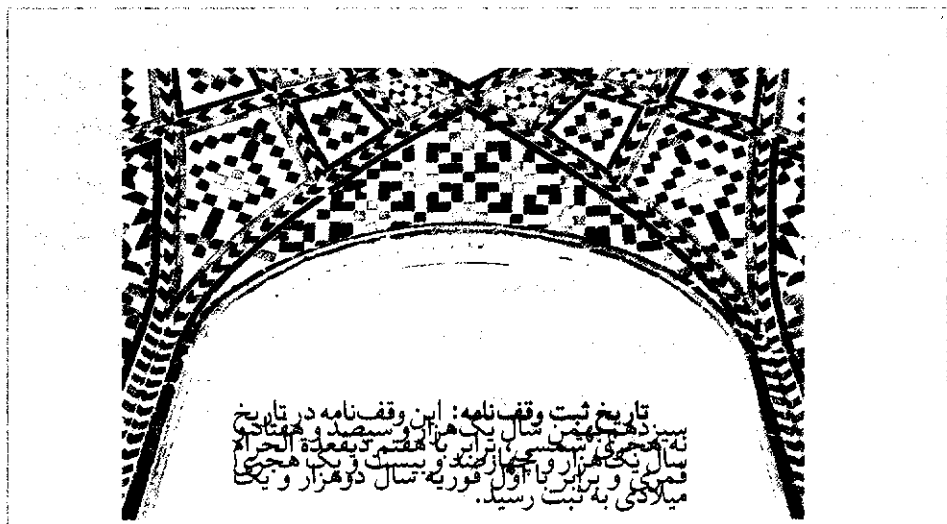 تاریخ ثبت وقف‌نامه: این وقف‌نامه در تاریخ
سیزدهم بهمن سال یک‌هزار و سیصد و هفتاد و
نه هجری شمسی، برابر با هفتم ذیقعدة الحرام
سال یک‌هزار و چهارصد و بیست و یک هجری
قمری و برابر با اول فوریه سال دوهزار و یک
میلادی به ثبت رسید.